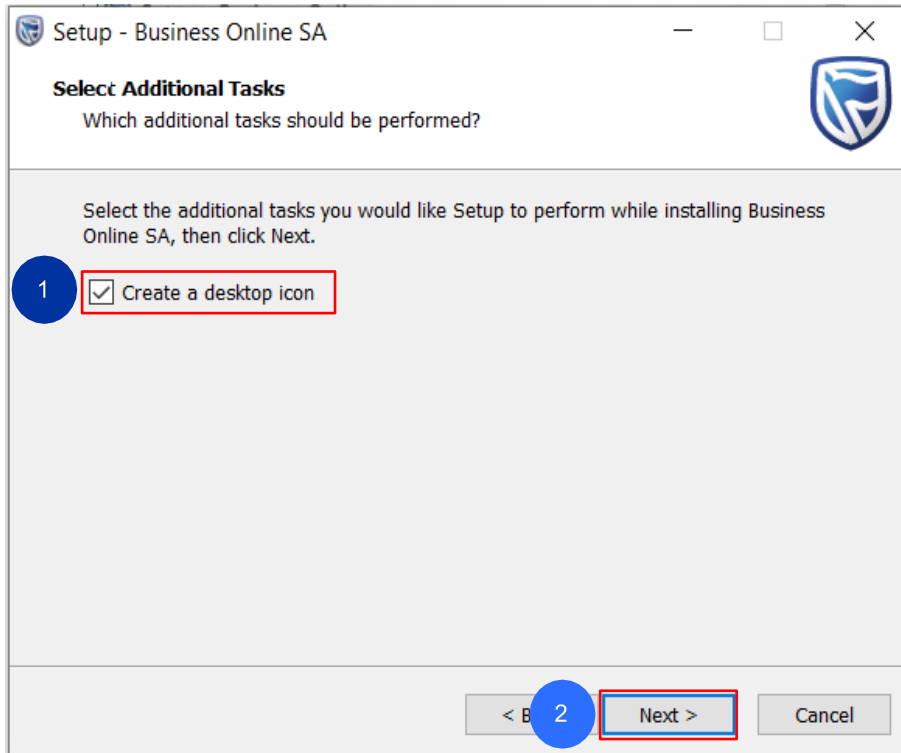 Setup - Business Online SA
Select Additional Tasks
Which additional tasks should be performed?
Select the additional tasks you would like Setup to perform while installing Business
Online SA, then click Next.
1
Create a desktop icon
< B
2
Next >
Cancel